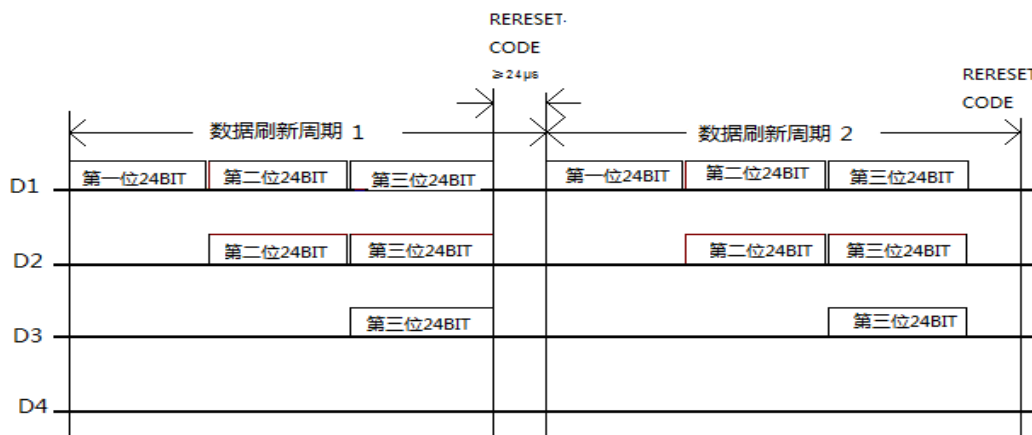 RERESET-
CODE
≥24μs
RERESET
CODE
数据刷新周期 1
数据刷新周期 2
D1
第一位24BIT
第二位24BIT
第三位24BIT
第一位24BIT
第二位24BIT
第三位24BIT
D2
第二位24BIT
第三位24BIT
第二位24BIT
第三位24BIT
D3
第三位24BIT
第三位24BIT
D4